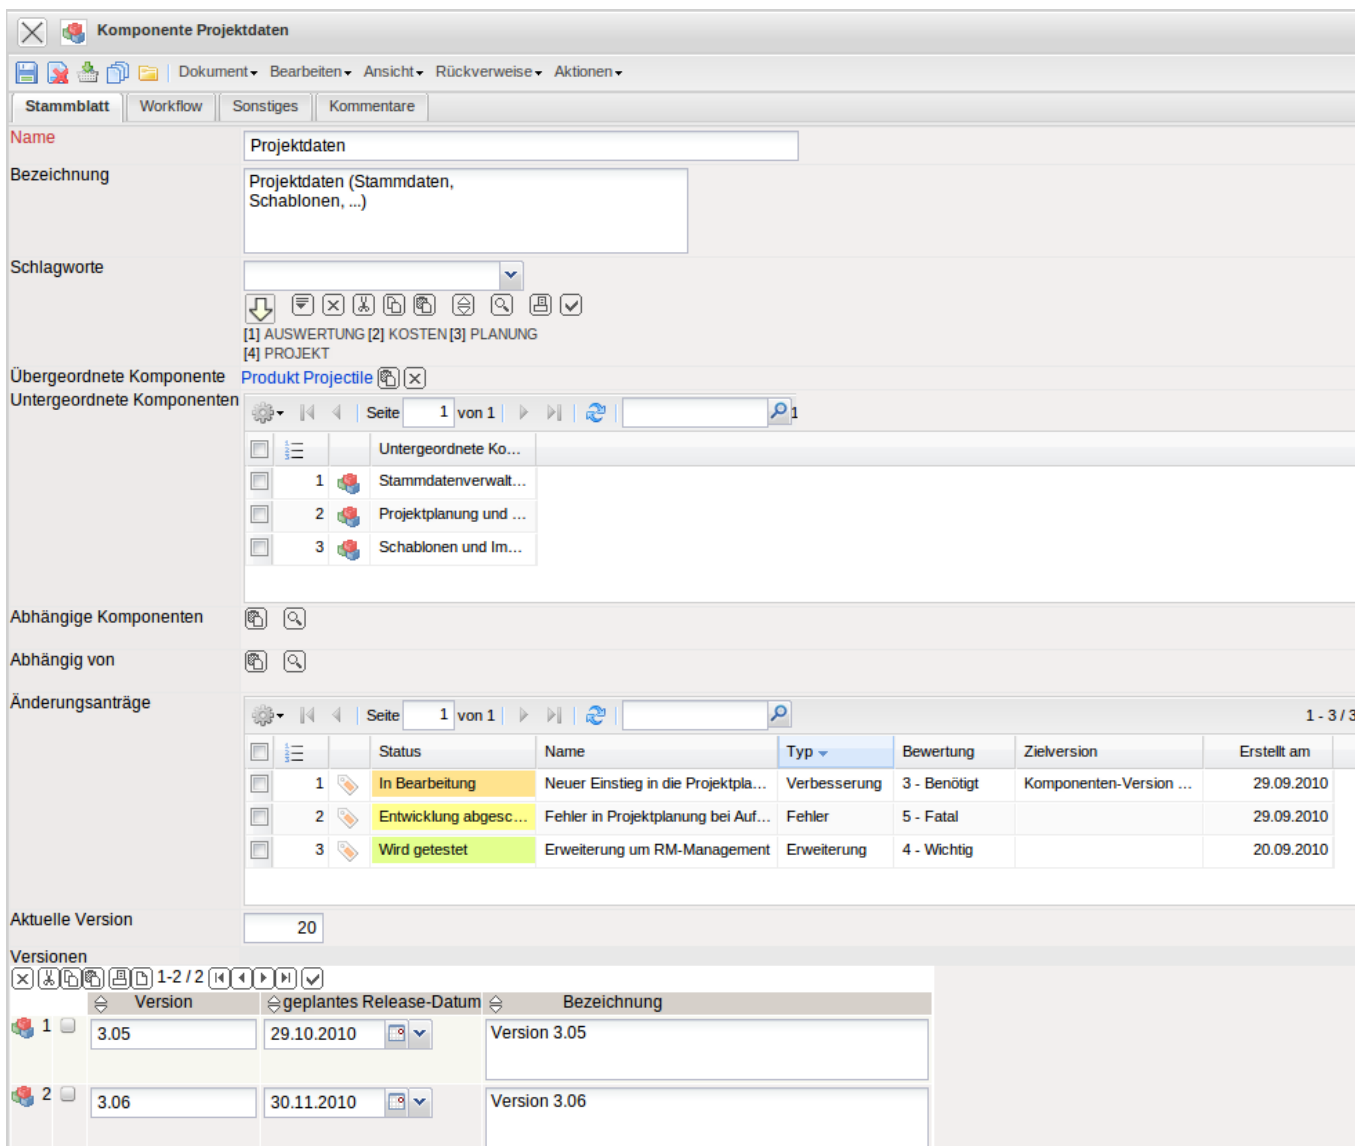 Komponente Projektdaten
Dokument Bearbeiten Ansicht Rückverweise Aktionen
Stammblatt Workflow Sonstiges Kommentare
Name Projektdaten
Bezeichnung Projektdaten (Stammdaten,
Schablonen, ...)
Schlagworte
[1] AUSWERTUNG [2] KOSTEN [3] PLANUNG
[4] PROJEKT
Übergeordnete Komponente Produkt Projectile
Untergeordnete Komponenten Seite 1 von 1 1
Untergeordnete Ko...
1 Stammdatenverwalt...
2 Projektplanung und ...
3 Schablonen und Im...
Abhängige Komponenten
Abhängig von
Änderungsanträge Seite 1 von 1 1 - 3 / 3
Status Name Typ Bewertung Zielversion Erstellt am
1 In Bearbeitung Neuer Einstieg in die Projektpla... Verbesserung 3 - Benötigt Komponenten-Version ... 29.09.2010
2 Entwicklung abgesc... Fehler in Projektplanung bei Auf... Fehler 5 - Fatal 29.09.2010
3 Wird getestet Erweiterung um RM-Management Erweiterung 4 - Wichtig 20.09.2010
Aktuelle Version 20
Versionen
1-2 / 2
Version geplantes Release-Datum Bezeichnung
1 3.05 29.10.2010 Version 3.05
2 3.06 30.11.2010 Version 3.06